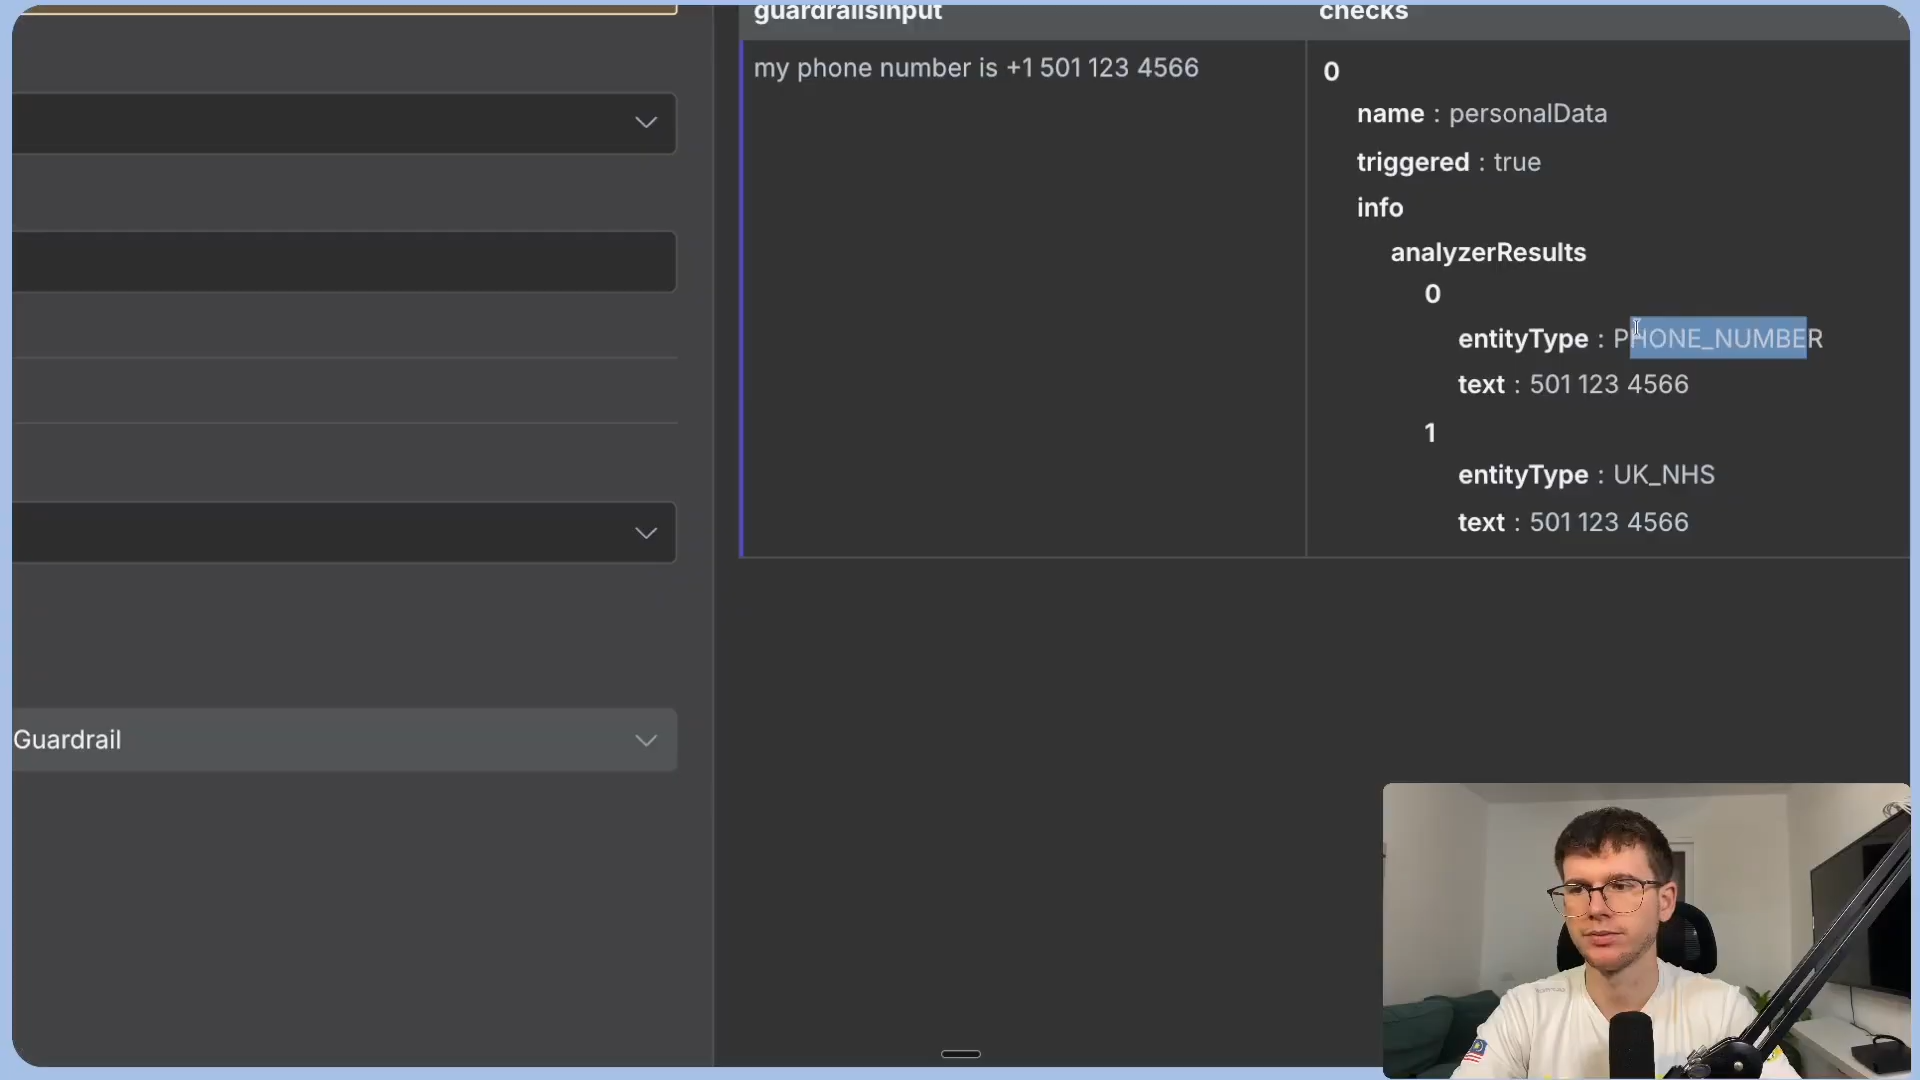 guardrailsInput
checks
my phone number is +1 501 123 4566
0
name : personalData
triggered : true
info
analyzerResults
0
entityType : PHONE_NUMBER
text : 501 123 4566
1
entityType : UK_NHS
text : 501 123 4566
Guardrail